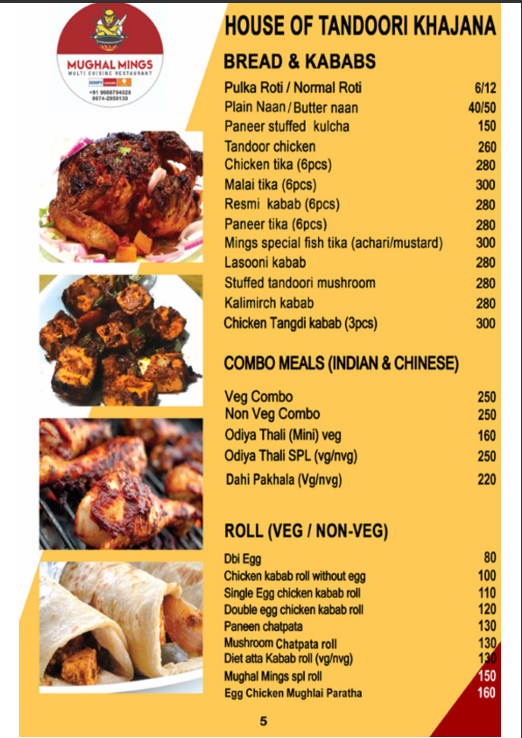 MUGHAL MINGS
MULTI CUISINE RESTAURANT
HOUSE OF TANDOORI KHAJANA
BREAD & KABABS
Pulka Roti / Normal Roti 6/12
Plain Naan/Butter naan 40/50
Paneer stuffed kulcha 150
Tandoor chicken 260
Chicken tika (6pcs) 280
Malai tika (6pcs) 300
Resmi kabab (6pcs) 280
Paneer tika (6pcs) 280
Mings special fish tika (achari/mustard) 300
Lasooni kabab 280
Stuffed tandoori mushroom 280
Kalimirch kabab 280
Chicken Tangdi kabab (3pcs) 300
COMBO MEALS (INDIAN & CHINESE)
Veg Combo 250
Non Veg Combo 250
Odiya Thali (Mini) veg 160
Odiya Thali SPL (vg/nvg) 250
Dahi Pakhala (Vg/nvg) 220
ROLL (VEG / NON-VEG)
Dbi Egg 80
Chicken kabab roll without egg 100
Single Egg chicken kabab roll 110
Double egg chicken kabab roll 120
Paneen chatpata 130
Mushroom Chatpata roll 130
Diet atta Kabab roll (vg/nvg) 130
Mughal Mings spl roll 150
Egg Chicken Mughlai Paratha 160
5